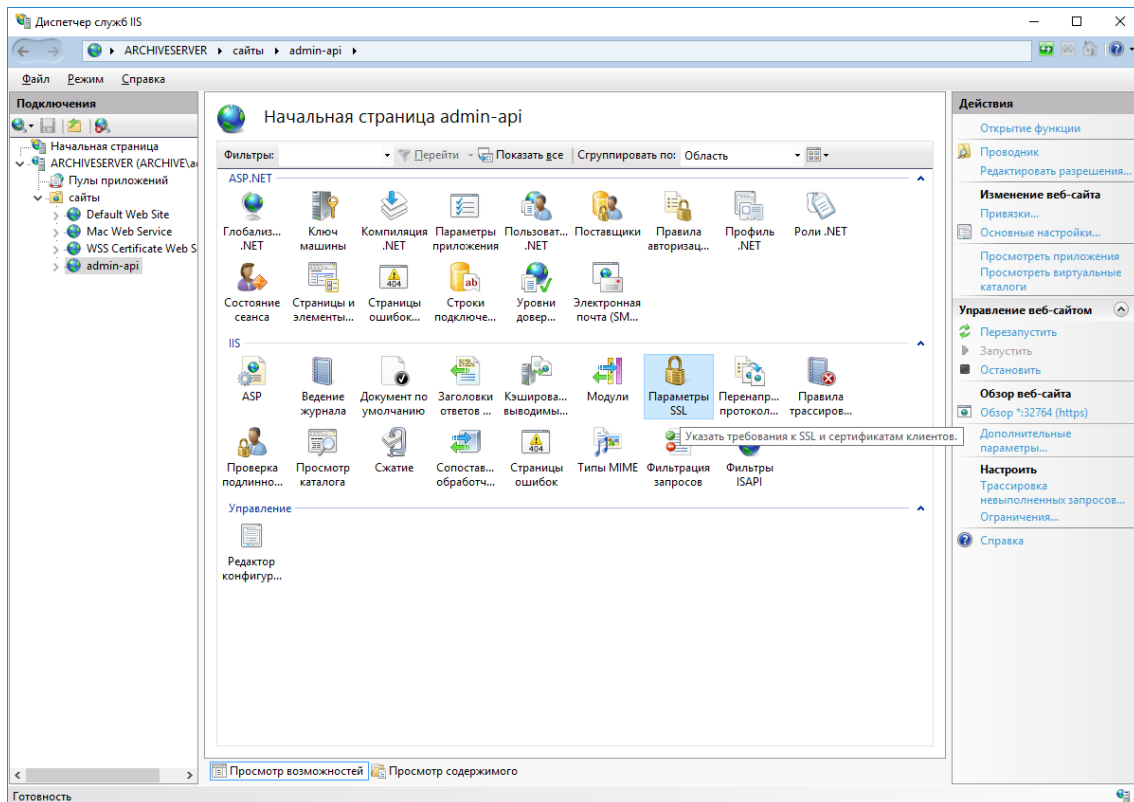 Диспетчер служб IIS
ARCHIVESERVER сайты admin-api
Файл Режим Справка
Подключения
Начальная страница
ARCHIVESERVER (ARCHIVE\a
Пулы приложений
сайты
Default Web Site
Mac Web Service
WSS Certificate Web S
admin-api
Начальная страница admin-api
Фильтры: Перейти Показать все Сгруппировать по: Область
ASP.NET
Глобализ... .NET
Ключ машины
Компиляция .NET
Параметры приложения
Пользоват... .NET
Поставщики
Правила авторизац...
Профиль .NET
Роли .NET
Состояние сеанса
Страницы и элементы...
404
Страницы ошибок...
ab
Строки подключе...
Уровни довер...
Электронная почта (SM...
IIS
ASP
Ведение журнала
Документ по умолчанию
Заголовки ответов ...
Кэширова... выводимы...
Модули
Параметры SSL
Перенапр... протокол...
Правила трассиров...
Указать требования к SSL и сертификатам клиентов.
Проверка подлинно...
Просмотр каталога
Сжатие
Сопостав... обработч...
404
Страницы ошибок
Типы MIME
Фильтрация запросов
Фильтры ISAPI
Управление
Редактор конфигур...
Просмотр возможностей Просмотр содержимого
Действия
Открытие функции
Проводник
Редактировать разрешения...
Изменение веб-сайта
Привязки...
Основные настройки...
Просмотреть приложения
Просмотреть виртуальные
каталоги
Управление веб-сайтом
Перезапустить
Запустить
Остановить
Обзор веб-сайта
Обзор *:32764 (https)
Дополнительные
параметры...
Настроить
Трассировка
невыполненных запросов...
Ограничения...
Справка
Готовность